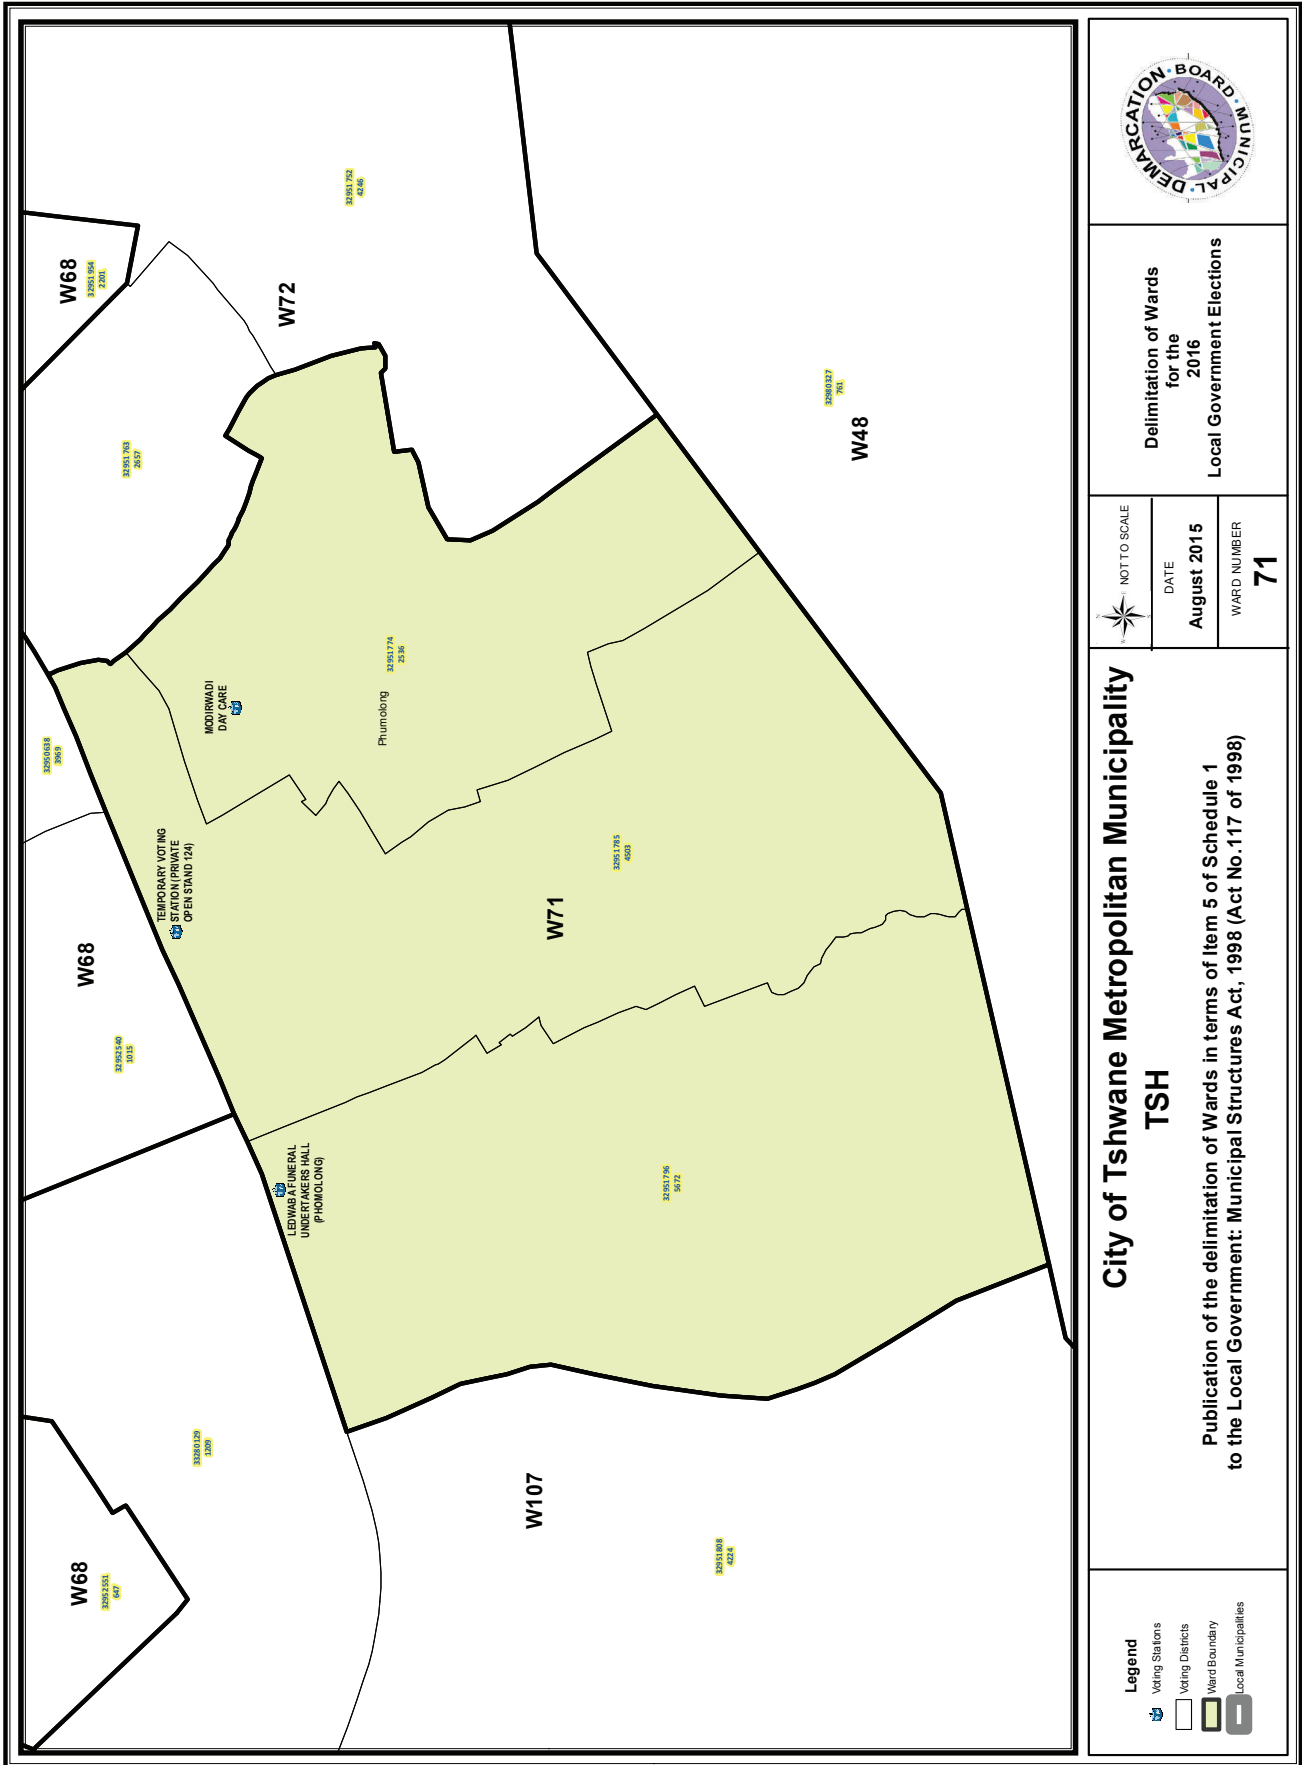 W68
32952551
647
33280129
1209
W107
32951808
4224
W68
32952540
1015
32950638
3969
W68
32951954
2201
32951763
2657
W72
32951752
4246
W48
32980327
761
TEMPORARY VOTING
STATION (PRIVATE
OPEN STAND 124)
MODIRWADI
DAY CARE
Phumolong
32951774
2536
32951785
4503
W71
LEDWABA FUNERAL
UNDERTAKERS HALL
(PHOMOLONG)
32951796
5672
Legend
Voting Stations
Voting Districts
Ward Boundary
Local Municipalities
City of Tshwane Metropolitan Municipality
TSH
Publication of the delimitation of Wards in terms of Item 5 of Schedule 1
to the Local Government: Municipal Structures Act, 1998 (Act No.117 of 1998)
NOT TO SCALE
DATE
August 2015
WARD NUMBER
71
Delimitation of Wards
for the
2016
Local Government Elections
MUNICIPAL DEMARCATION BOARD